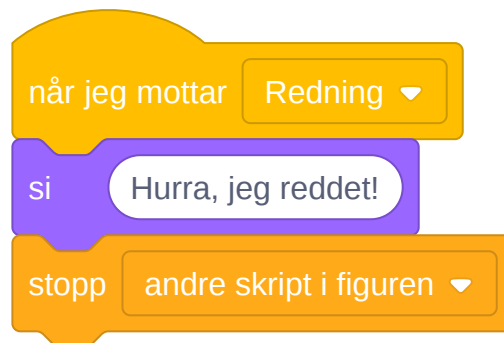 når jeg mottar Redning
si Hurra, jeg reddet!
stopp andre skript i figuren